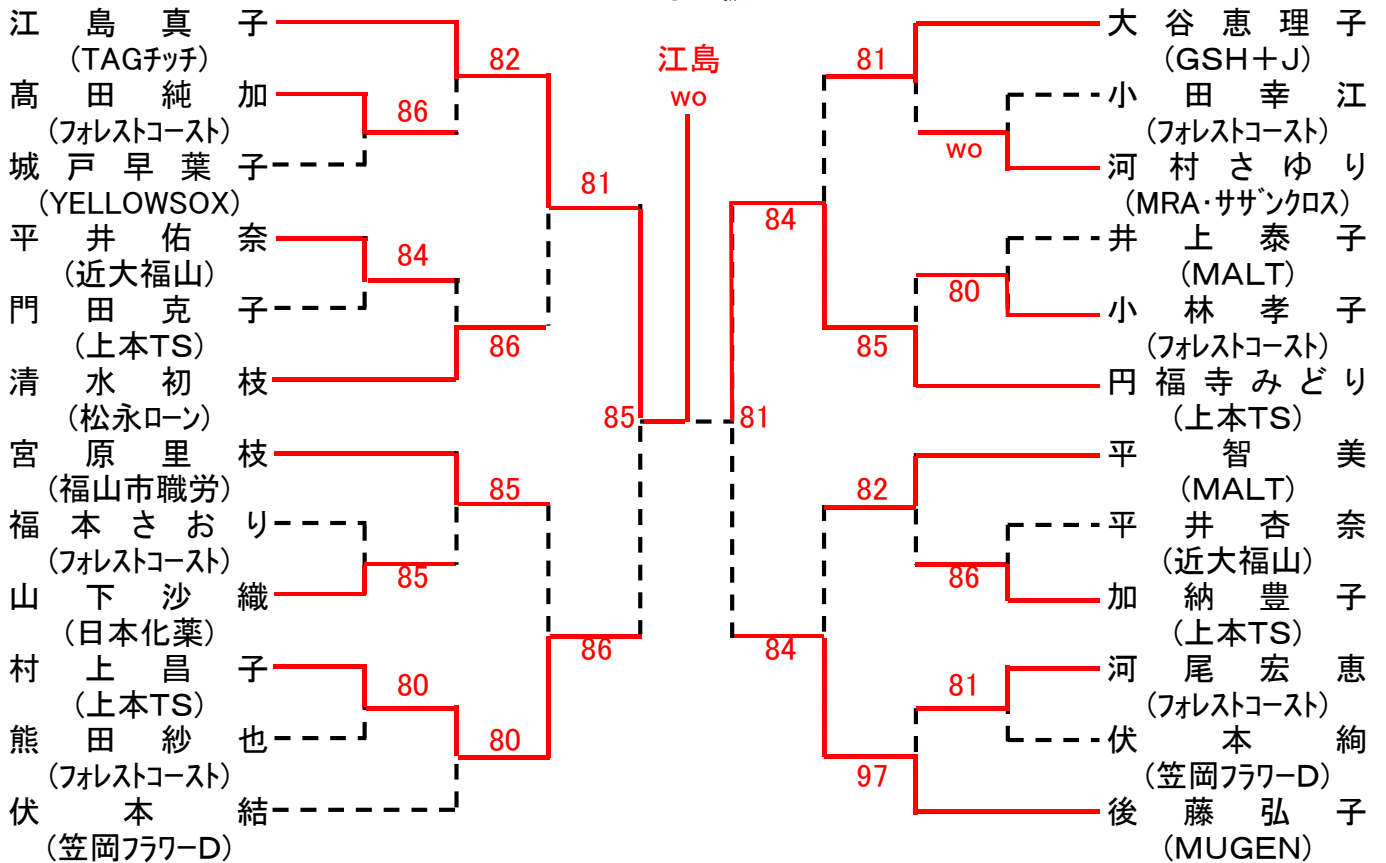 江島真子
(TAGチッチ)
82
髙田純加
(フォレストコースト)
86
城戸早葉子
(YELLOWSOX)
81
平井佑奈
(近大福山)
84
門田克子
(上本TS)
86
清水初枝
(松永ローン)
85
宮原里枝
(福山市職労)
85
福本さおり
(フォレストコースト)
85
山下沙織
(日本化薬)
86
村上昌子
(上本TS)
80
熊田紗也
(フォレストコースト)
80
伏本結
(笠岡フラワーD)
江島
wo
大谷恵理子
(GSH+J)
81
小田幸江
(フォレストコースト)
wo
河村さゆり
(MRA・サザンクロス)
84
井上泰子
(MALT)
80
小林孝子
(フォレストコースト)
85
円福寺みどり
(上本TS)
81
平智美
(MALT)
82
平井杏奈
(近大福山)
86
加納豊子
(上本TS)
84
河尾宏恵
(フォレストコースト)
81
伏本絢
(笠岡フラワーD)
97
後藤弘子
(MUGEN)